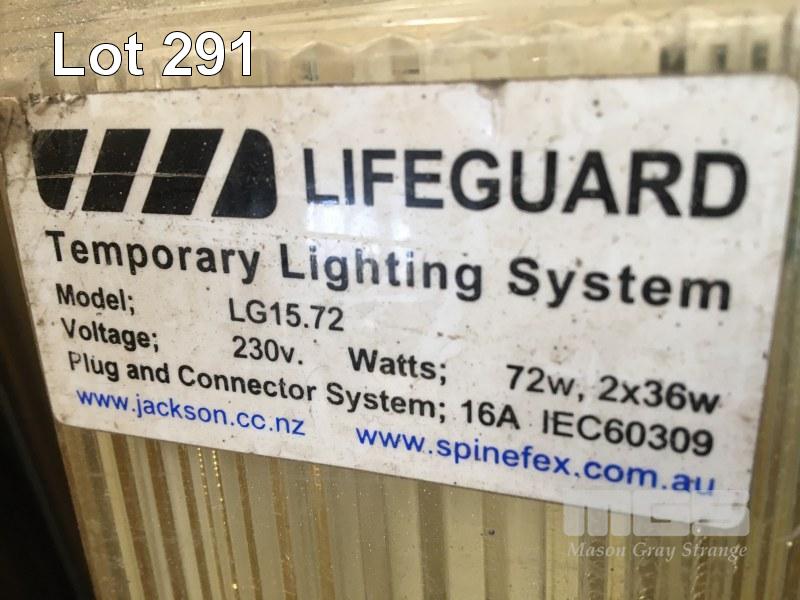 Lot 291
LIFEGUARD
Temporary Lighting System
Model; LG15.72
Voltage; 230v. Watts; 72w, 2x36w
Plug and Connector System; 16A IEC60309
www.jackson.cc.nz www.spinefex.com.au
MGS
Mason Gray Strange